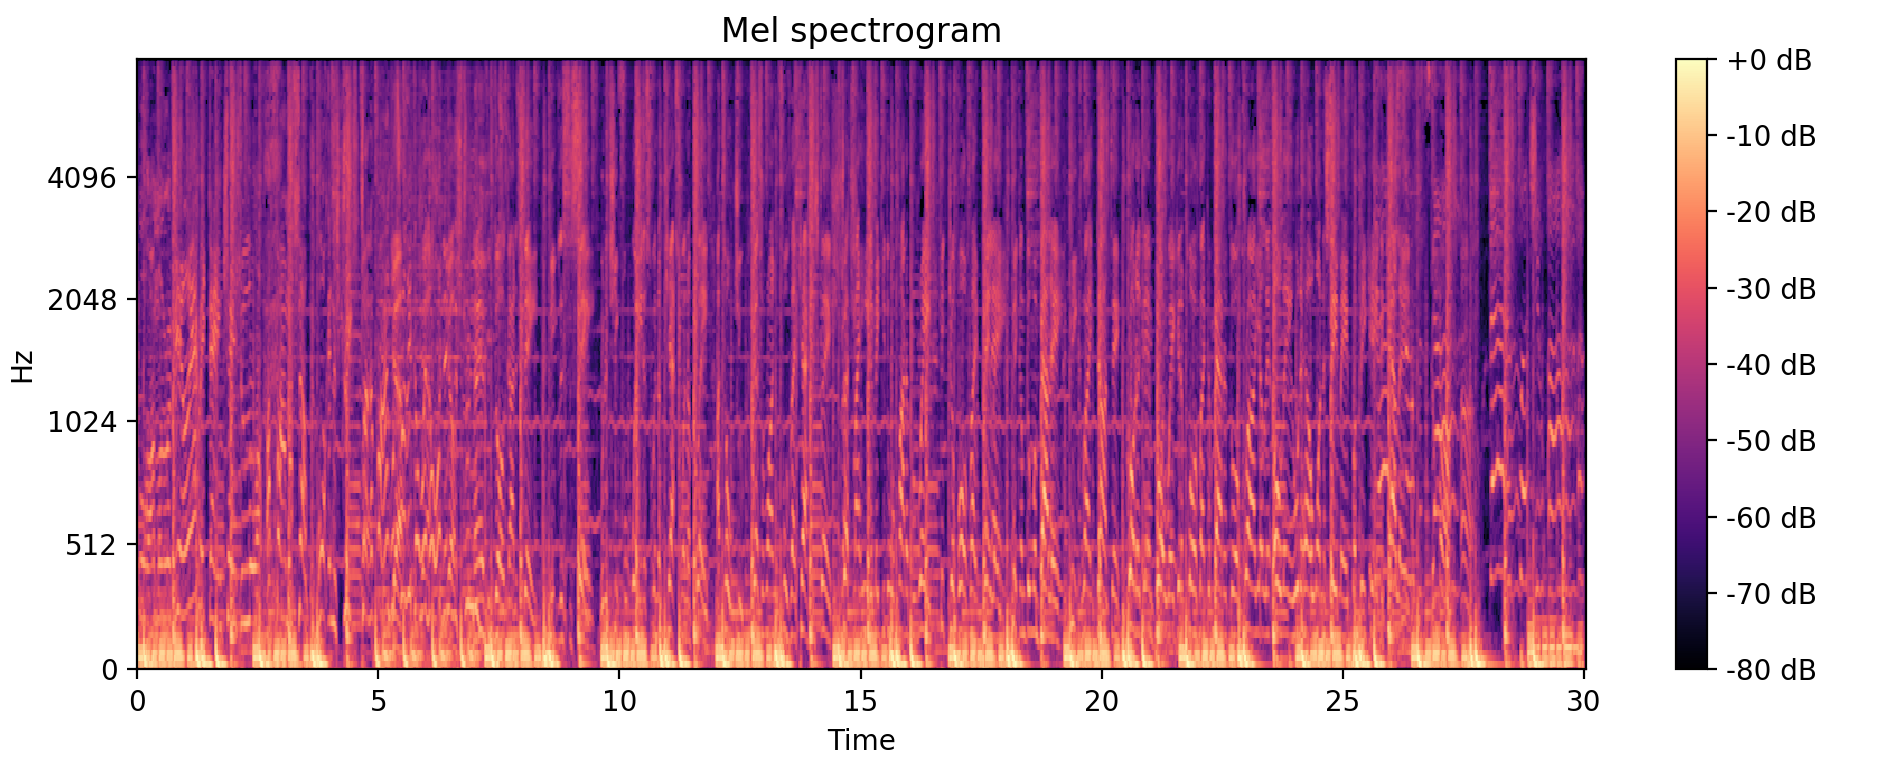 Mel spectrogram
Hz
4096
2048
1024
512
0
0 5 10 15 20 25 30
Time
+0 dB
-10 dB
-20 dB
-30 dB
-40 dB
-50 dB
-60 dB
-70 dB
-80 dB